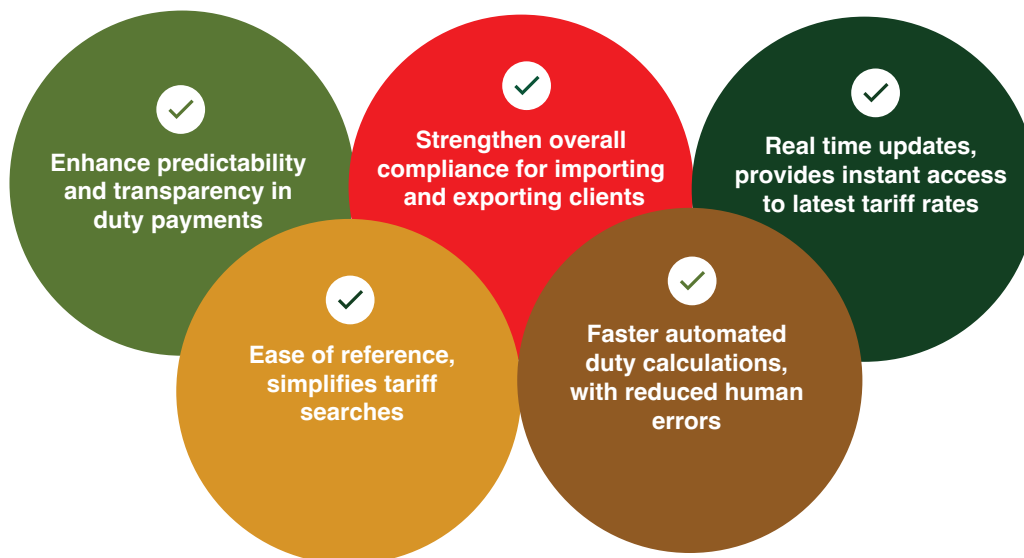 Enhance predictability
and transparency in
duty payments
Strengthen overall
compliance for importing
and exporting clients
Real time updates,
provides instant access
to latest tariff rates
Ease of reference,
simplifies tariff
searches
Faster automated
duty calculations,
with reduced human
errors